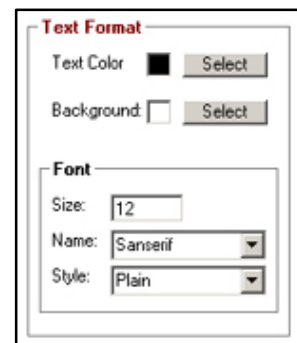 Text Format
Text Color Select
Background: Select
Font
Size: 12
Name: Sanserif
Style: Plain